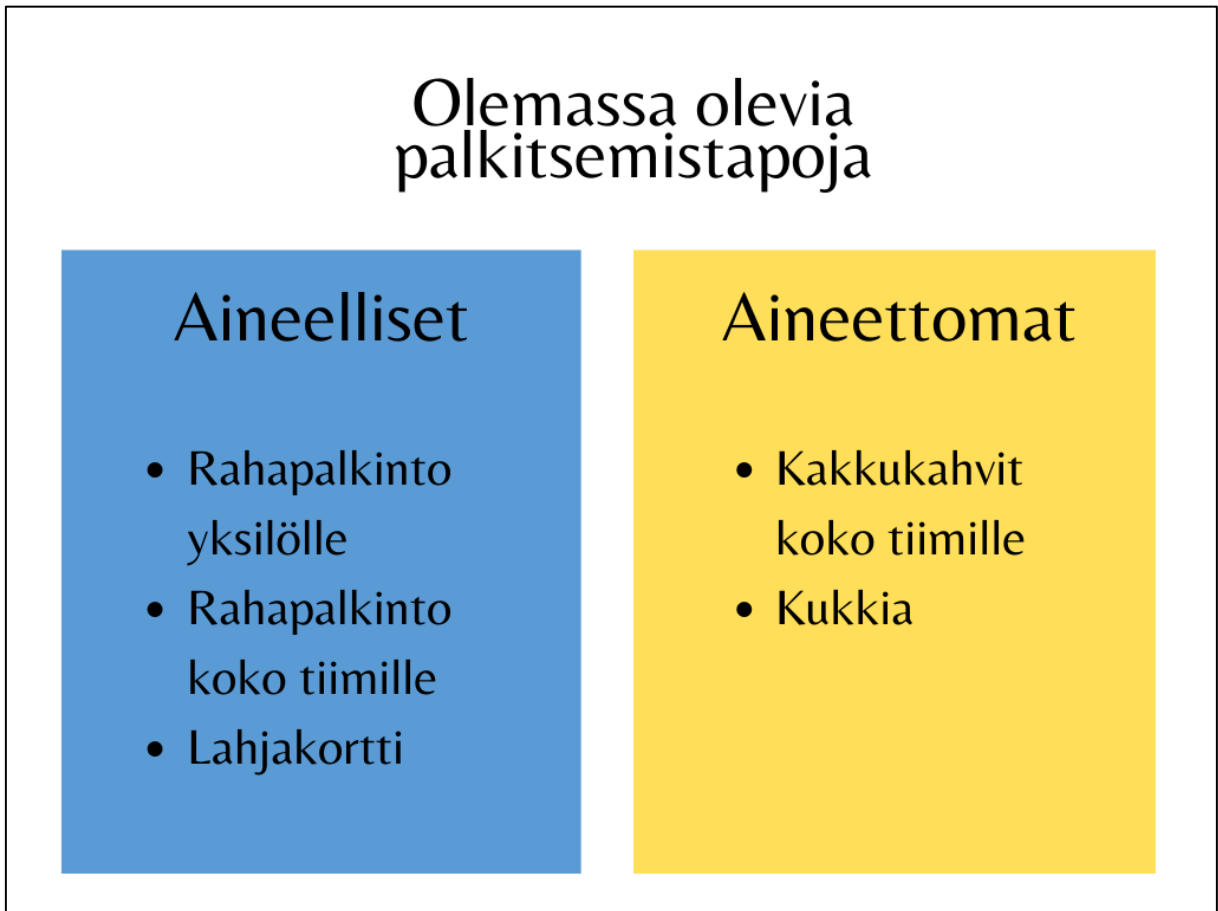 Olemassa olevia
palkitsemistapoja
Aineelliset
• Rahapalkinto
yksilölle
• Rahapalkinto
koko tiimille
• Lahjakortti
Aineettomat
• Kakkukahvit
koko tiimille
• Kukkia